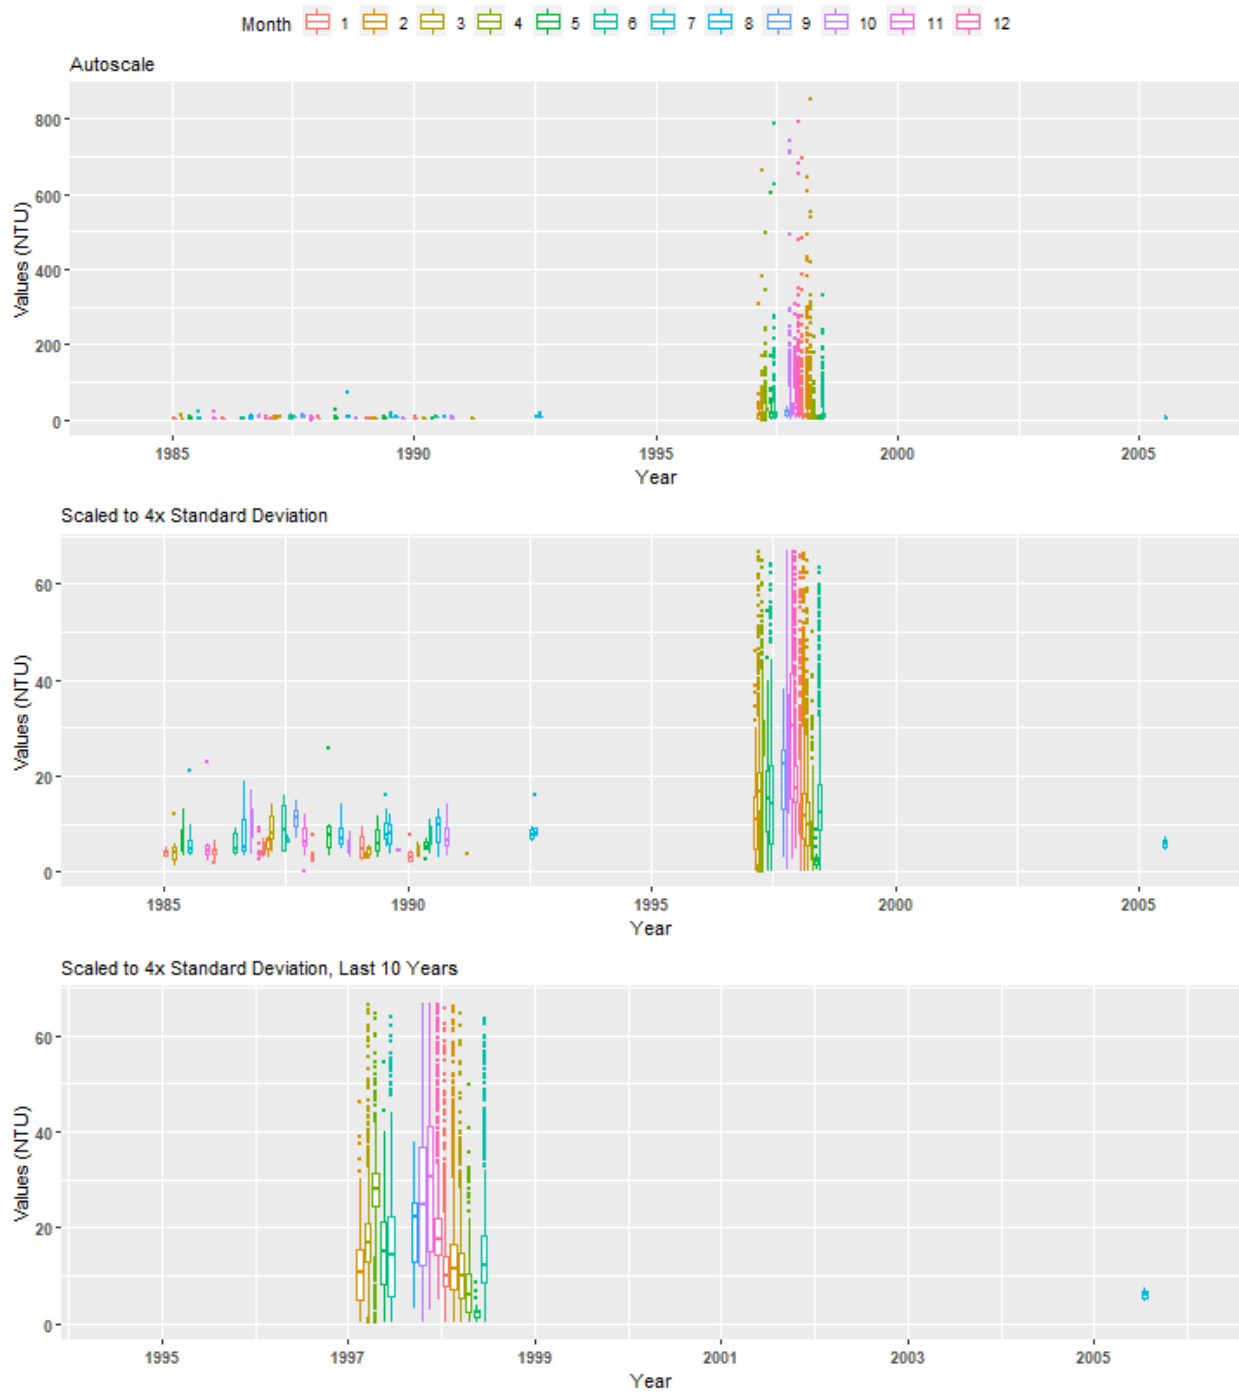 Month 1 2 3 4 5 6 7 8 9 10 11 12
Autoscale
Values (NTU)
800
600
400
200
0
1985 1990 1995 2000 2005
Year
Scaled to 4x Standard Deviation
Values (NTU)
60
40
20
0
1985 1990 1995 2000 2005
Year
Scaled to 4x Standard Deviation, Last 10 Years
Values (NTU)
60
40
20
0
1995 1997 1999 2001 2003 2005
Year